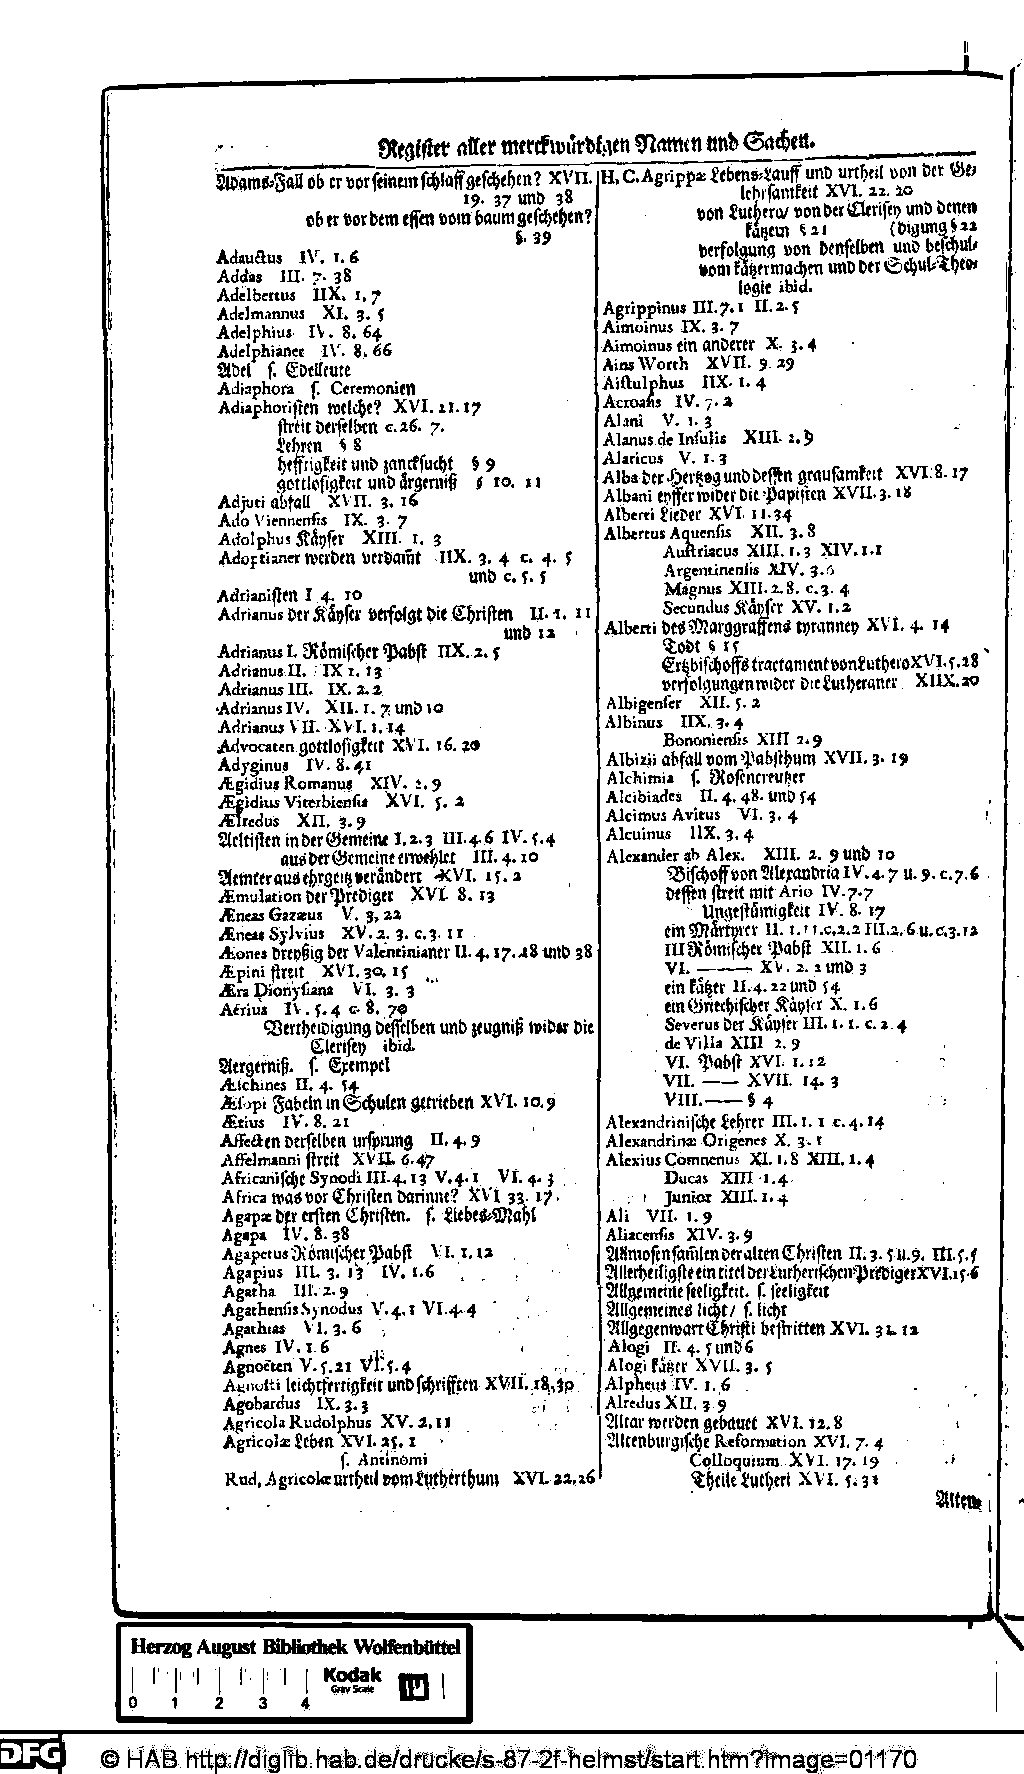 Register aller merckwürdigen Namen und Sachen.
Adams-Fall ob er vor seinem schlaff geschehen? XVII.
19. 37 und 38
ob er vor dem essen vom baum geschehen?
§. 39
Adauctus IV. 1. 6
Addas III. 7. 38
Adelbertus IIX. 1, 7
Adelmannus XI. 3. 5
Adelphius IV. 8. 64
Adelphianer IV. 8. 66
Adel s. Edelleute
Adiaphora s. Ceremonien
Adiaphoristen welche? XVI. 21. 17
streit derselben c. 26. 7.
Lehren § 8
hefftigkeit und zancksucht § 9
gottlosigkeit und ärgerniß § 10. 11
Adjuti abfall XVII. 3. 16
Ado Viennensis IX. 3. 7
Adolphus Käyser XIII. 1. 3
Adoptianer werden verdam̃t IIX. 3. 4 c. 4. 5
und c. 5. 5
Adrianisten I 4. 10
Adrianus der Käyser verfolgt die Christen II. 1. 11
und 12
Adrianus I. Römischer Pabst IIX. 2. 5
Adrianus II. IX 1. 13
Adrianus III. IX. 2. 2
Adrianus IV. XII. 1. 7 und 10
Adrianus VII. XVI. 1. 14
Advocaten gottlosigkeit XVI. 16. 20
Adyginus IV. 8. 41
Ægidius Romanus XIV. 2. 9
Ægidius Viterbiensis XVI. 5. 2
Ælredus XII. 3. 9
Aeltisten in der Gemeine I. 2. 3 III. 4. 6 IV. 5. 4
aus der Gemeine erwehlet III. 4. 10
Aemter aus ehrgeitz verändert XVI. 15. 2
Æmulation der Prediger XVI. 8. 13
Æneas Gazæus V. 3, 22
Æneas Sylvius XV. 2. 3. c. 3. 11
Æones dreyßig der Valentinianer II. 4. 17. 18 und 38
Æpini streit XVI. 30, 15
Æra Dionysiana VI. 3. 3
Aerius IV. 5. 4 c. 8. 70
Vertheidigung desselben und zeugniß wider die
Clerisey ibid.
Aergerniß. s. Exempel
Æschines II. 4. 54
Æsopi Fabeln in Schulen getrieben XVI. 10. 9
Ætius IV. 8. 21
Affecten derselben ursprung II. 4. 9
Affelmanni streit XVII. 6. 47
Africanische Synodi III. 4. 13 V. 4. 1 VI. 4. 3
Africa was vor Christen darinne? XVI 33. 17.
Agapæ der ersten Christen. s. Liebes-Mahl
Agapa IV. 8. 38
Agapetus Römischer Pabst VI. 1. 12
Agapius III. 3. 13 IV. 1. 6
Agatha III. 2. 9
Agathensis Synodus V. 4. 1 VI. 4. 4
Agathias VI. 3. 6
Agnes IV. 1. 6
Agnoëten V. 5. 21 VI. 5. 4
Agnosti leichtfertigkeit und schrifften XVII. 18. 30
Agobardus IX. 3. 3
Agricola Rudolphus XV. 2, 11
Agricolæ Leben XVI. 25. 1
s. Antinomi
Rud, Agricolæ urtheil vom Lutherthum XVI. 22, 26
H. C. Agrippæ Lebens-Lauff und urtheil von der Ge-
lehrsamkeit XVI. 22. 20
von Luthero/ von der Clerisey und denen
kätzern § 21 (digung § 22
verfolgung von denselben und beschul-
vom kätzermachen und der Schul-Theo-
logie ibid.
Agrippinus III. 7. 1 II. 2. 5
Aimoinus IX. 3. 7
Aimoinus ein anderer X. 3. 4
Ains Worth XVII. 9. 29
Aistulphus IIX. 1. 4
Acroasis IV. 7. 2
Alani V. 1. 3
Alanus de Insulis XIII. 2. 9
Alaricus V. 1. 3
Alba der Hertzog und dessen grausamkeit XVI. 8. 17
Albani eyffer wider die Papisten XVII. 3. 18
Alberti Lieder XVI. 11. 34
Albertus Aquensis XII. 3. 8
Austriacus XIII. 1. 3 XIV. 1. 1
Argentinensis XIV. 3. 6
Magnus XIII. 2. 8. c. 3. 4
Secundus Käyser XV. 1. 2
Alberti des Marggraffens tyranney XVI. 4. 14
Todt § 15
Ertzbischoffs tractament von Luthero XVI. 5. 28
verfolgungen wider die Lutheraner XIIX. 20
Albigenser XII. 5. 2
Albinus IIX. 3. 4
Bononiensis XIII 2. 9
Albizii abfall vom Pabsthum XVII. 3. 19
Alchimia s. Rosencreutzer
Alcibiades II. 4. 48. und 54
Alcimus Avitus VI. 3. 4
Alcuinus IIX. 3. 4
Alexander ab Alex. XIII. 2. 9 und 10
Bischoff von Alexandria IV. 4. 7 u. 9. c. 7. 6
dessen streit mit Ario IV. 7. 7
Ungestümigkeit IV. 8. 17
ein Märtyrer II. 1. 11. c. 2. 2 III. 2. 6 u. c. 3. 12
III Römischer Pabst XII. 1. 6
VI. ——— XV. 2. 2 und 3
ein kätzer II. 4. 22 und 54
ein Griechischer Käyser X. 1. 6
Severus der Käyser III. 1. 1. c. 2. 4
de Villa XIII 2. 9
VI. Pabst XVI. 1. 12
VII. —— XVII. 14. 3
VIII. —— § 4
Alexandrinische Lehrer III. 1. 1 c. 4. 14
Alexandrinæ Origenes X. 3. 1
Alexius Comnenus XI. 1. 8 XIII. 1. 4
Ducas XIII 1. 4
Junior XIII. 1. 4
Ali VII. 1. 9
Aliacensis XIV. 3. 9
Allmosen sam̃len der alten Christen II. 3. 5 u. 9. III. 5. 5
Allerheiligste ein titel der Lutherischen Prediger XVI. 15. 6
Allgemeine seeligkeit. s. seeligkeit
Allgemeines licht/ s. licht
Allgegenwart Christi bestritten XVI. 31. 12
Alogi II. 4. 5 und 6
Alogi kätzer XVII. 3. 5
Alpheus IV. 1. 6
Alredus XII. 3 9
Altar werden gebauet XVI. 12. 8
Altenburgische Reformation XVI. 7. 4
Colloquium XVI. 17. 19
Theile Lutheri XVI. 5. 31
Alten-
Herzog August Bibliothek Wolfenbüttel
0 1 2 3 4
Kodak
Gray Scale
DFG
© HAB http://diglib.hab.de/drucke/s-87-2f-helmst/start.htm?image=01170